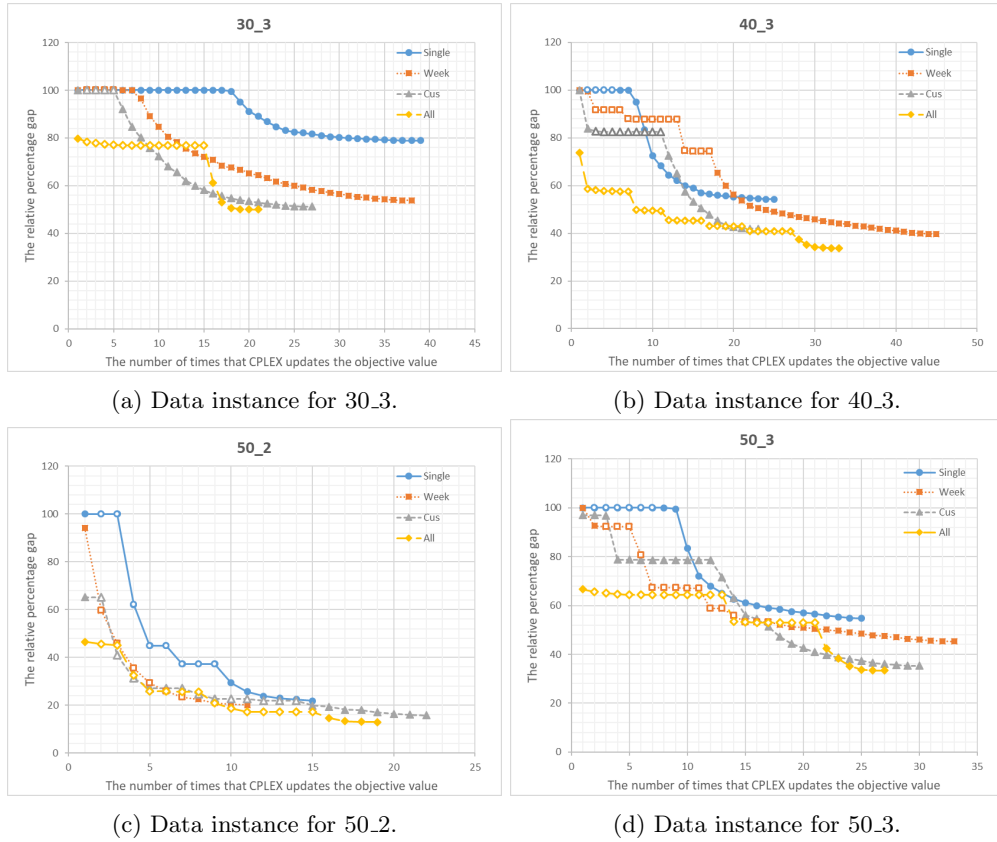 30_3
120
100
80
60
40
20
0
The relative percentage gap
0 5 10 15 20 25 30 35 40 45
The number of times that CPLEX updates the objective value
Single
Week
Cus
All
(a) Data instance for 30_3.
40_3
120
100
80
60
40
20
0
The relative percentage gap
0 10 20 30 40 50
The number of times that CPLEX updates the objective value
Single
Week
Cus
All
(b) Data instance for 40_3.
50_2
120
100
80
60
40
20
0
The relative percentage gap
0 5 10 15 20 25
The number of times that CPLEX updates the objective value
Single
Week
Cus
All
(c) Data instance for 50_2.
50_3
120
100
80
60
40
20
0
The relative percentage gap
0 5 10 15 20 25 30 35
The number of times that CPLEX updates the objective value
Single
Week
Cus
All
(d) Data instance for 50_3.